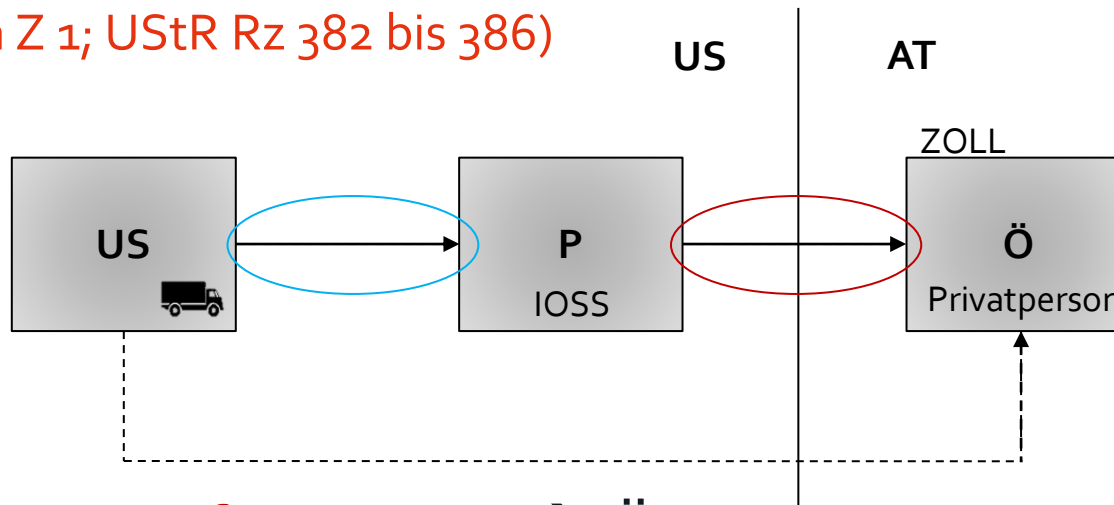 Z 1; UStR Rz 382 bis 386)
US AT
ZOLL
US P Ö
IOSS Privatperson